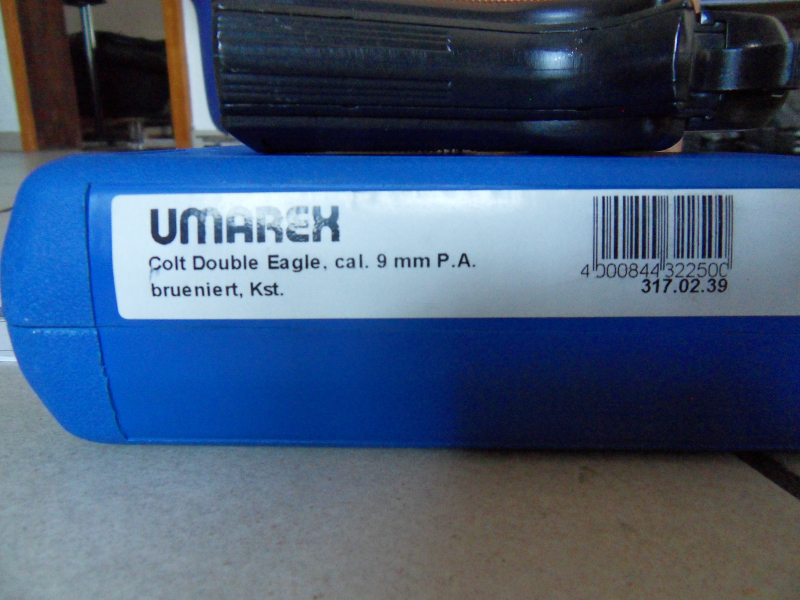 UMAREX
Colt Double Eagle, cal. 9 mm P.A.
brueniert, Kst.
4 000844 322500
317.02.39